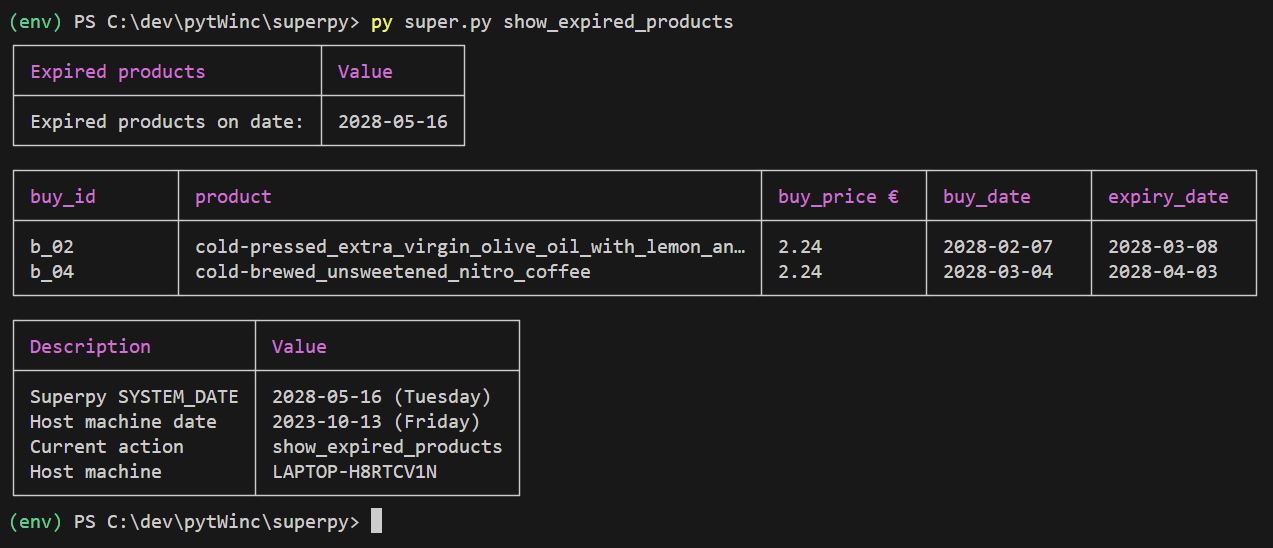 (env) PS C:\dev\pytWinc\superpy> py super.py show_expired_products
Expired products Value
Expired products on date: 2028-05-16
buy_id product buy_price € buy_date expiry_date
b_02 cold-pressed_extra_virgin_olive_oil_with_lemon_an… 2.24 2028-02-07 2028-03-08
b_04 cold-brewed_unsweetened_nitro_coffee 2.24 2028-03-04 2028-04-03
Description Value
Superpy SYSTEM_DATE 2028-05-16 (Tuesday)
Host machine date 2023-10-13 (Friday)
Current action show_expired_products
Host machine LAPTOP-H8RTCV1N
(env) PS C:\dev\pytWinc\superpy>